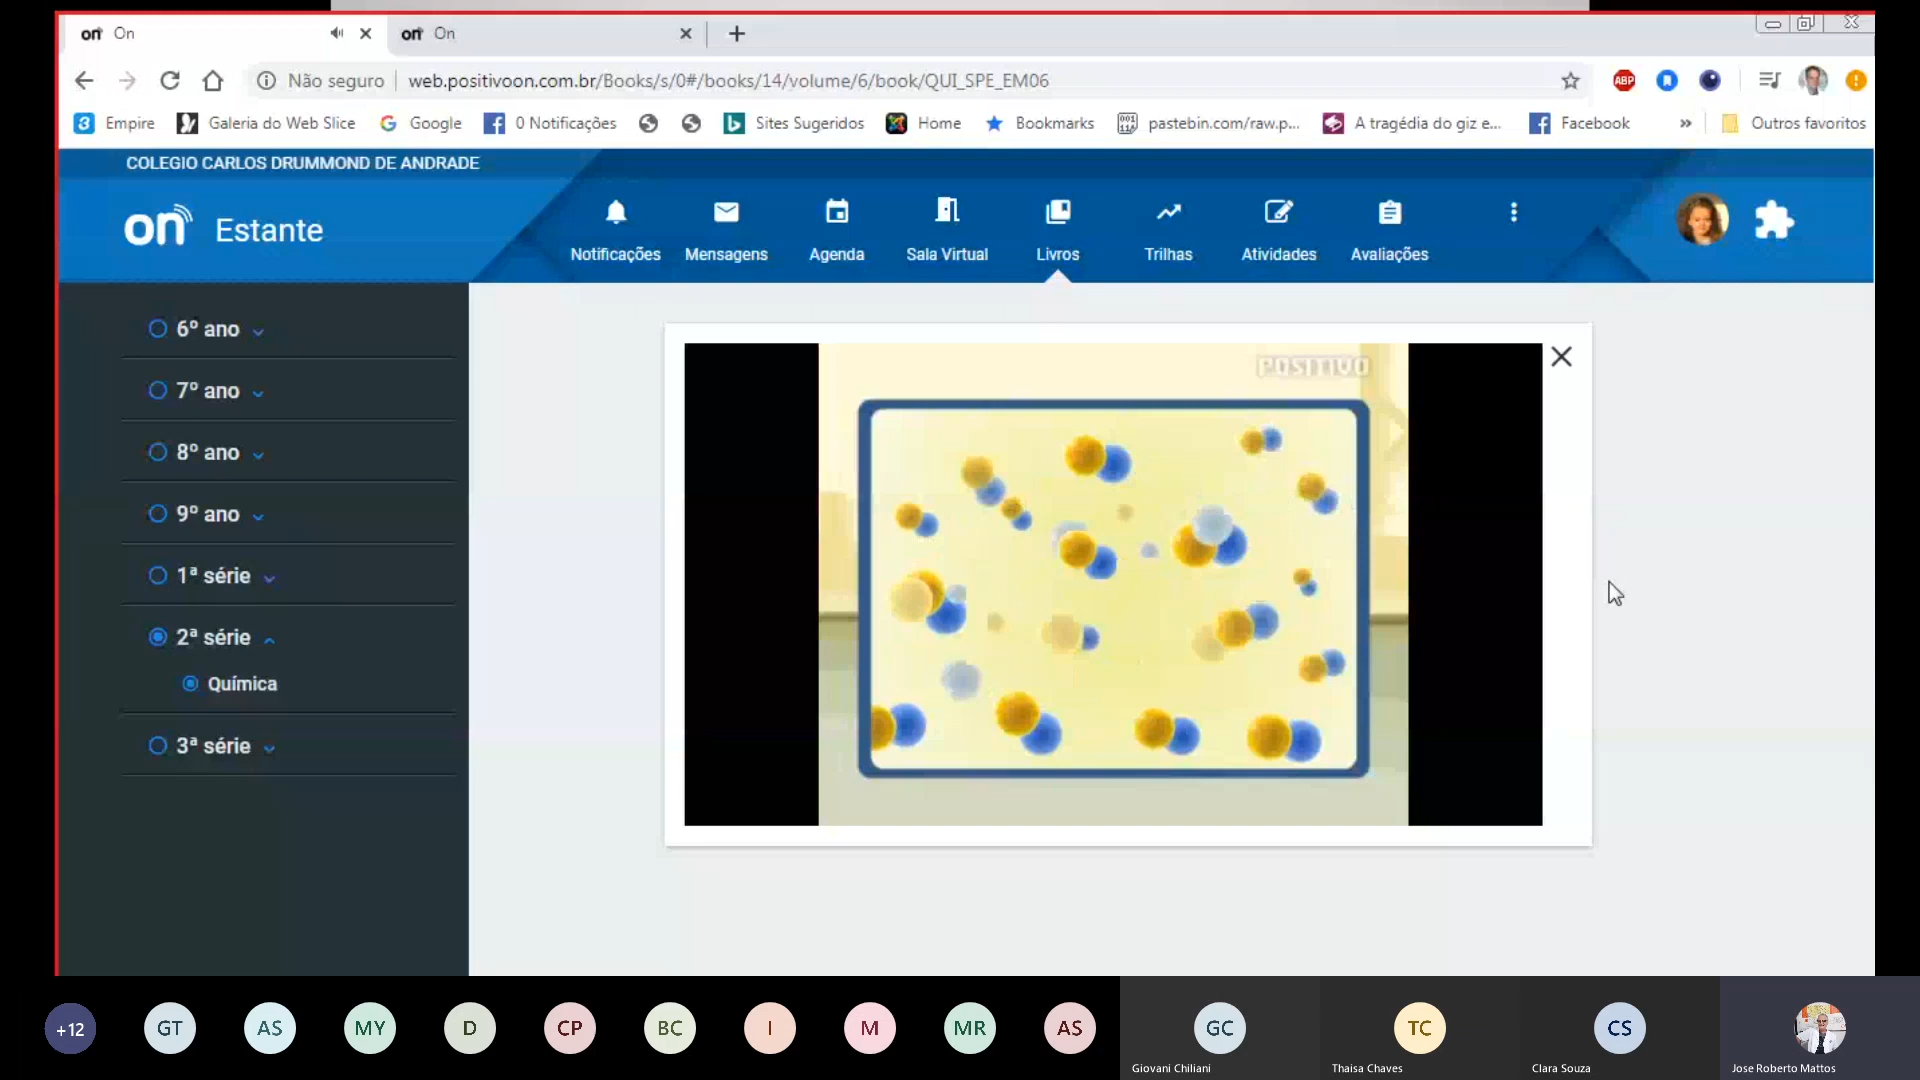 on On
on On
Não seguro web.positivoon.com.br/Books/s/0#/books/14/volume/6/book/QUI_SPE_EM06
ABP
Empire Galeria do Web Slice Google 0 Notificações Sites Sugeridos Home Bookmarks pastebin.com/raw.p... A tragédia do giz e... Facebook » Outros favoritos
COLEGIO CARLOS DRUMMOND DE ANDRADE
on Estante
Notificações Mensagens Agenda Sala Virtual Livros Trilhas Atividades Avaliações
6º ano
7º ano
8º ano
9º ano
1ª série
2ª série
Química
3ª série
POSITIVO
+12 GT AS MY D CP BC I M MR AS GC TC CS
Giovani Chiliani Thaisa Chaves Clara Souza Jose Roberto Mattos